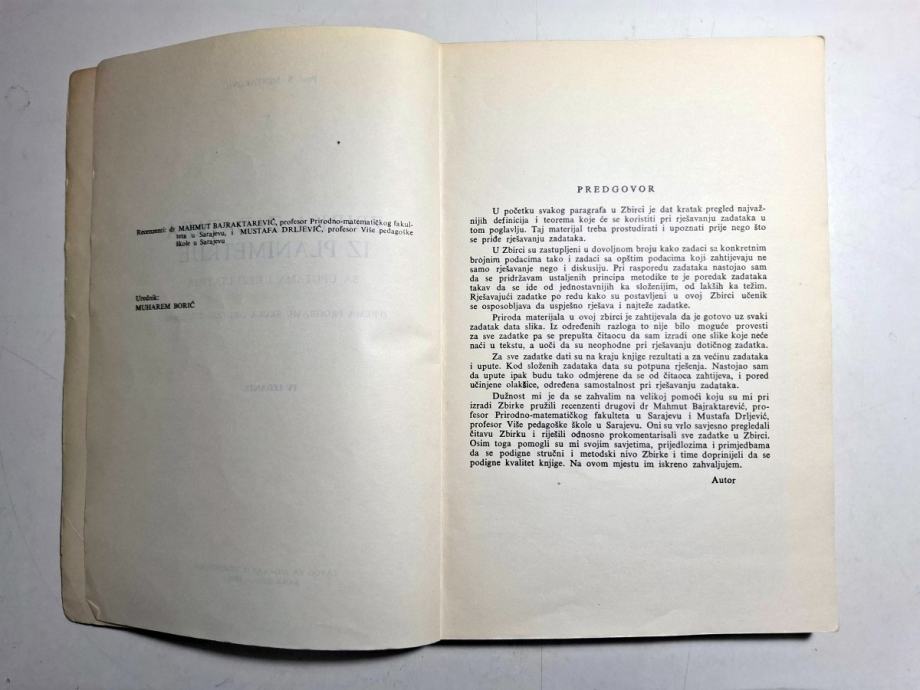 Recenzenti: dr MAHMUT BAJRAKTAREVIĆ, profesor Prirodno-matematičkog fakul-
teta u Sarajevu, i MUSTAFA DRLJEVIĆ, profesor Više pedagoške
škole u Sarajevu
Urednik:
MUHAREM BORIĆ
IZ PLANIMETRIJE
IV IZDANJE
PREDGOVOR
U početku svakog paragrafa u Zbirci je dat kratak pregled najvaž-
nijih definicija i teorema koje će se koristiti pri rješavanju zadataka u
tom poglavlju. Taj materijal treba prostudirati i upoznati prije nego što
se priđe rješavanju zadataka.
U Zbirci su zastupljeni u dovoljnom broju kako zadaci sa konkretnim
brojnim podacima tako i zadaci sa opštim podacima koji zahtijevaju ne
samo rješavanje nego i diskusiju. Pri rasporedu zadataka nastojao sam
da se pridržavam ustaljenih principa metodike te je poredak zadataka
takav da se ide od jednostavnijih ka složenijim, od lakših ka težim.
Rješavajući zadatke po redu kako su postavljeni u ovoj Zbirci učenik
se osposobljava da uspješno rješava i najteže zadatke.
Priroda materijala u ovoj zbirci je zahtijevala da je gotovo uz svaki
zadatak data slika. Iz određenih razloga to nije bilo moguće provesti
za sve zadatke pa se prepušta čitaocu da sam izradi one slike koje neće
naći u tekstu, a uoči da su neophodne pri rješavanju dotičnog zadatka.
Za sve zadatke dati su na kraju knjige rezultati a za većinu zadataka
i upute. Kod složenih zadataka data su potpuna rješenja. Nastojao sam
da upute ipak budu tako odmjerene da se od čitaoca zahtijeva, i pored
učinjene olakšice, određena samostalnost pri rješavanju zadataka.
Dužnost mi je da se zahvalim na velikoj pomoći koju su mi pri
izradi Zbirke pružili recenzenti drugovi dr Mahmut Bajraktarević, pro-
fesor Prirodno-matematičkog fakulteta u Sarajevu i Mustafa Drljević,
profesor Više pedagoške škole u Sarajevu. Oni su vrlo savjesno pregledali
čitavu Zbirku i riješili odnosno prokomentarisali sve zadatke u Zbirci.
Osim toga pomogli su mi svojim savjetima, prijedlozima i primjedbama
da se podigne stručni i metodski nivo Zbirke i time doprinijeli da se
podigne kvalitet knjige. Na ovom mjestu im iskreno zahvaljujem.
Autor